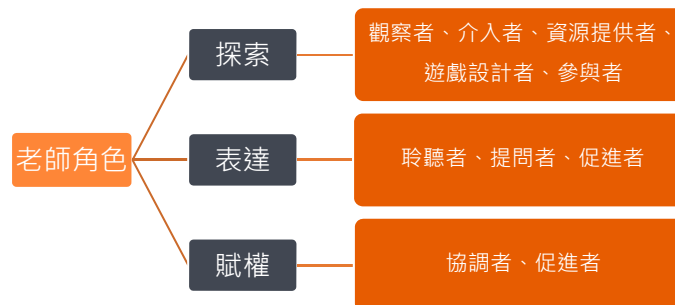 老師角色
探索
觀察者、介入者、資源提供者、
遊戲設計者、參與者
表達
聆聽者、提問者、促進者
賦權
協調者、促進者